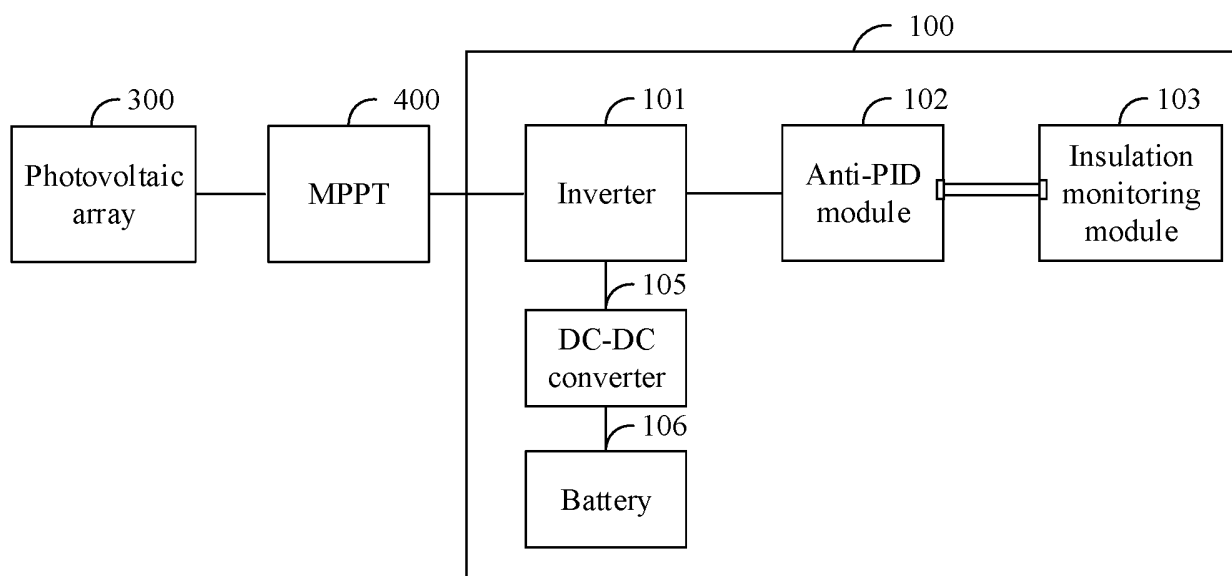 100
300
400
101
102
103
Photovoltaic
array
MPPT
Inverter
Anti-PID
module
Insulation
monitoring
module
105
DC-DC
converter
106
Battery